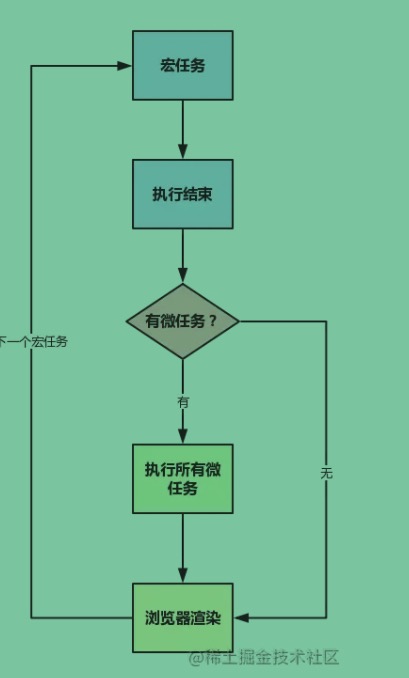 宏任务
执行结束
有微任务？
下一个宏任务
有
执行所有微
任务
无
浏览器渲染
@稀土掘金技术社区